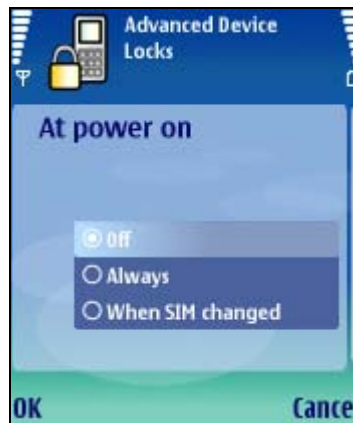 Advanced Device
Locks
At power on
Off
Always
When SIM changed
OK Cance